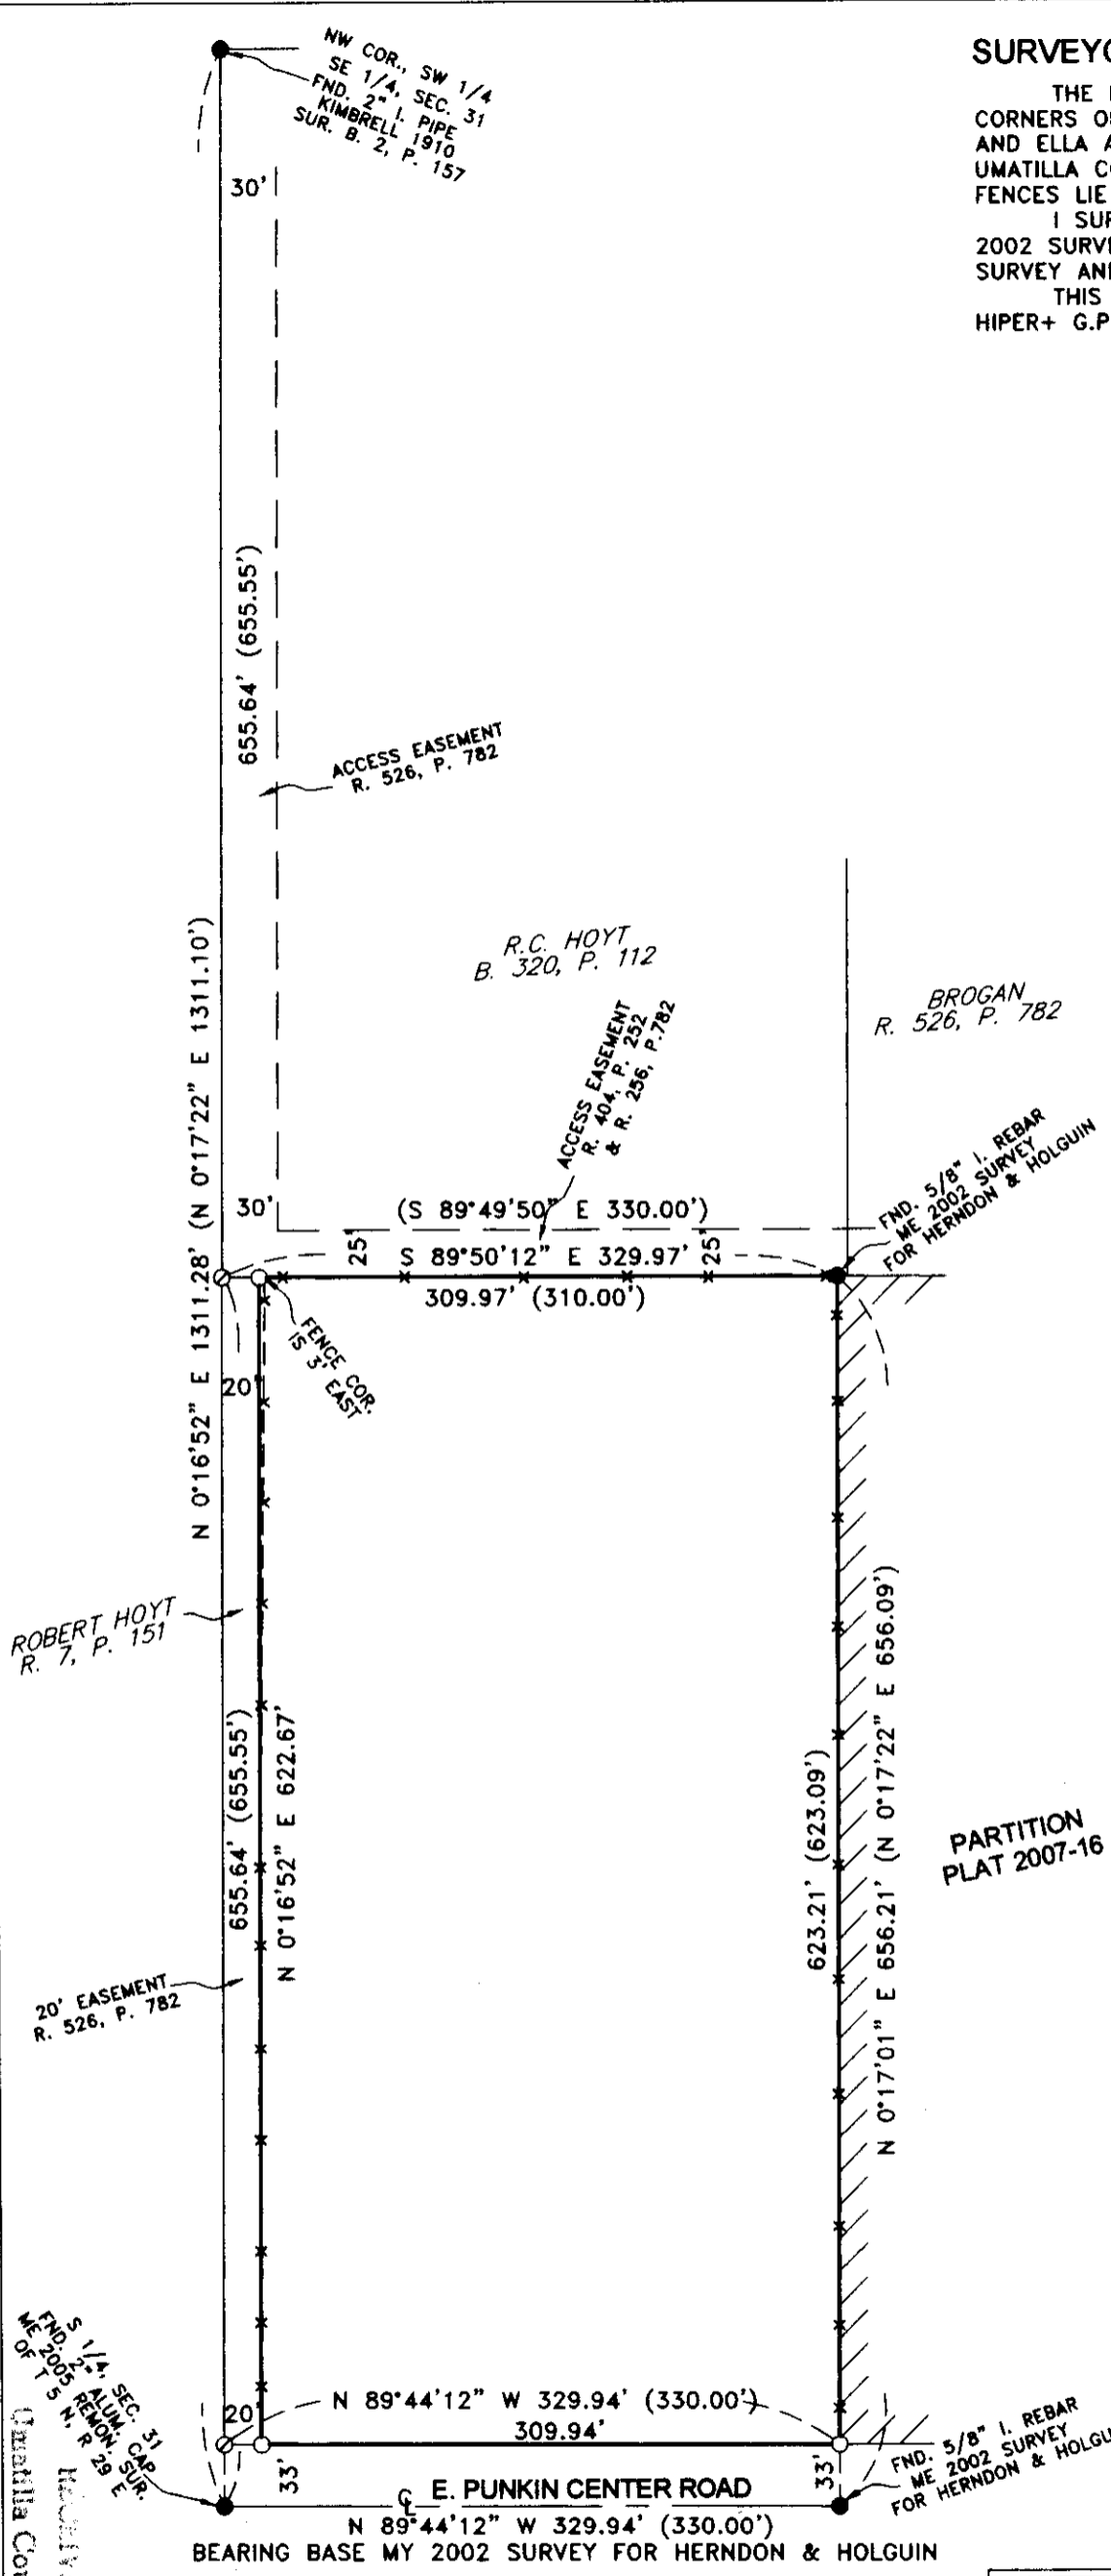 NW COR., SW 1/4
SE 1/4, SEC. 31
FND. 2" I. PIPE
KIMBRELL 1910
SUR. B. 2, P. 157
SURVEYO
THE
CORNERS O
AND ELLA A
UMATILLA C
FENCES LIE
I SUR
2002 SURV
SURVEY AN
THIS
HIPER+ G.P
30'
655.64' (655.55')
ACCESS EASEMENT
R. 526, P. 782
N 0°16'52" E 1311.28' (N 0°17'22" E 1311.10')
R.C. HOYT
B. 320, P. 112
BROGAN
R. 526, P. 782
ACCESS EASEMENT
R. 404, P. 252
& R. 256, P.782
FND. 5/8" I. REBAR
ME 2002 SURVEY
FOR HERNDON & HOLGUIN
30'
(S 89°49'50" E 330.00')
25'
S 89°50'12" E 329.97'
25'
309.97' (310.00')
FENCE COR.
IS 3' EAST
20'
ROBERT HOYT
R. 7, P. 151
655.64' (655.55')
N 0°16'52" E 622.67'
623.21' (623.09')
N 0°17'01" E 656.21' (N 0°17'22" E 656.09')
PARTITION
PLAT 2007-16
20' EASEMENT
R. 526, P. 782
S 1/4, SEC. 31
FND. 2" ALUM. CAP
ME 2005 REMON SUR.
OF T 5 N, R 29 E
20'
N 89°44'12" W 329.94' (330.00')
309.94'
33'
33'
FND. 5/8" I. REBAR
ME 2002 SURVEY
FOR HERNDON & HOLGU
℄ E. PUNKIN CENTER ROAD
N 89°44'12" W 329.94' (330.00')
BEARING BASE MY 2002 SURVEY FOR HERNDON & HOLGUIN
Umatilla Cou